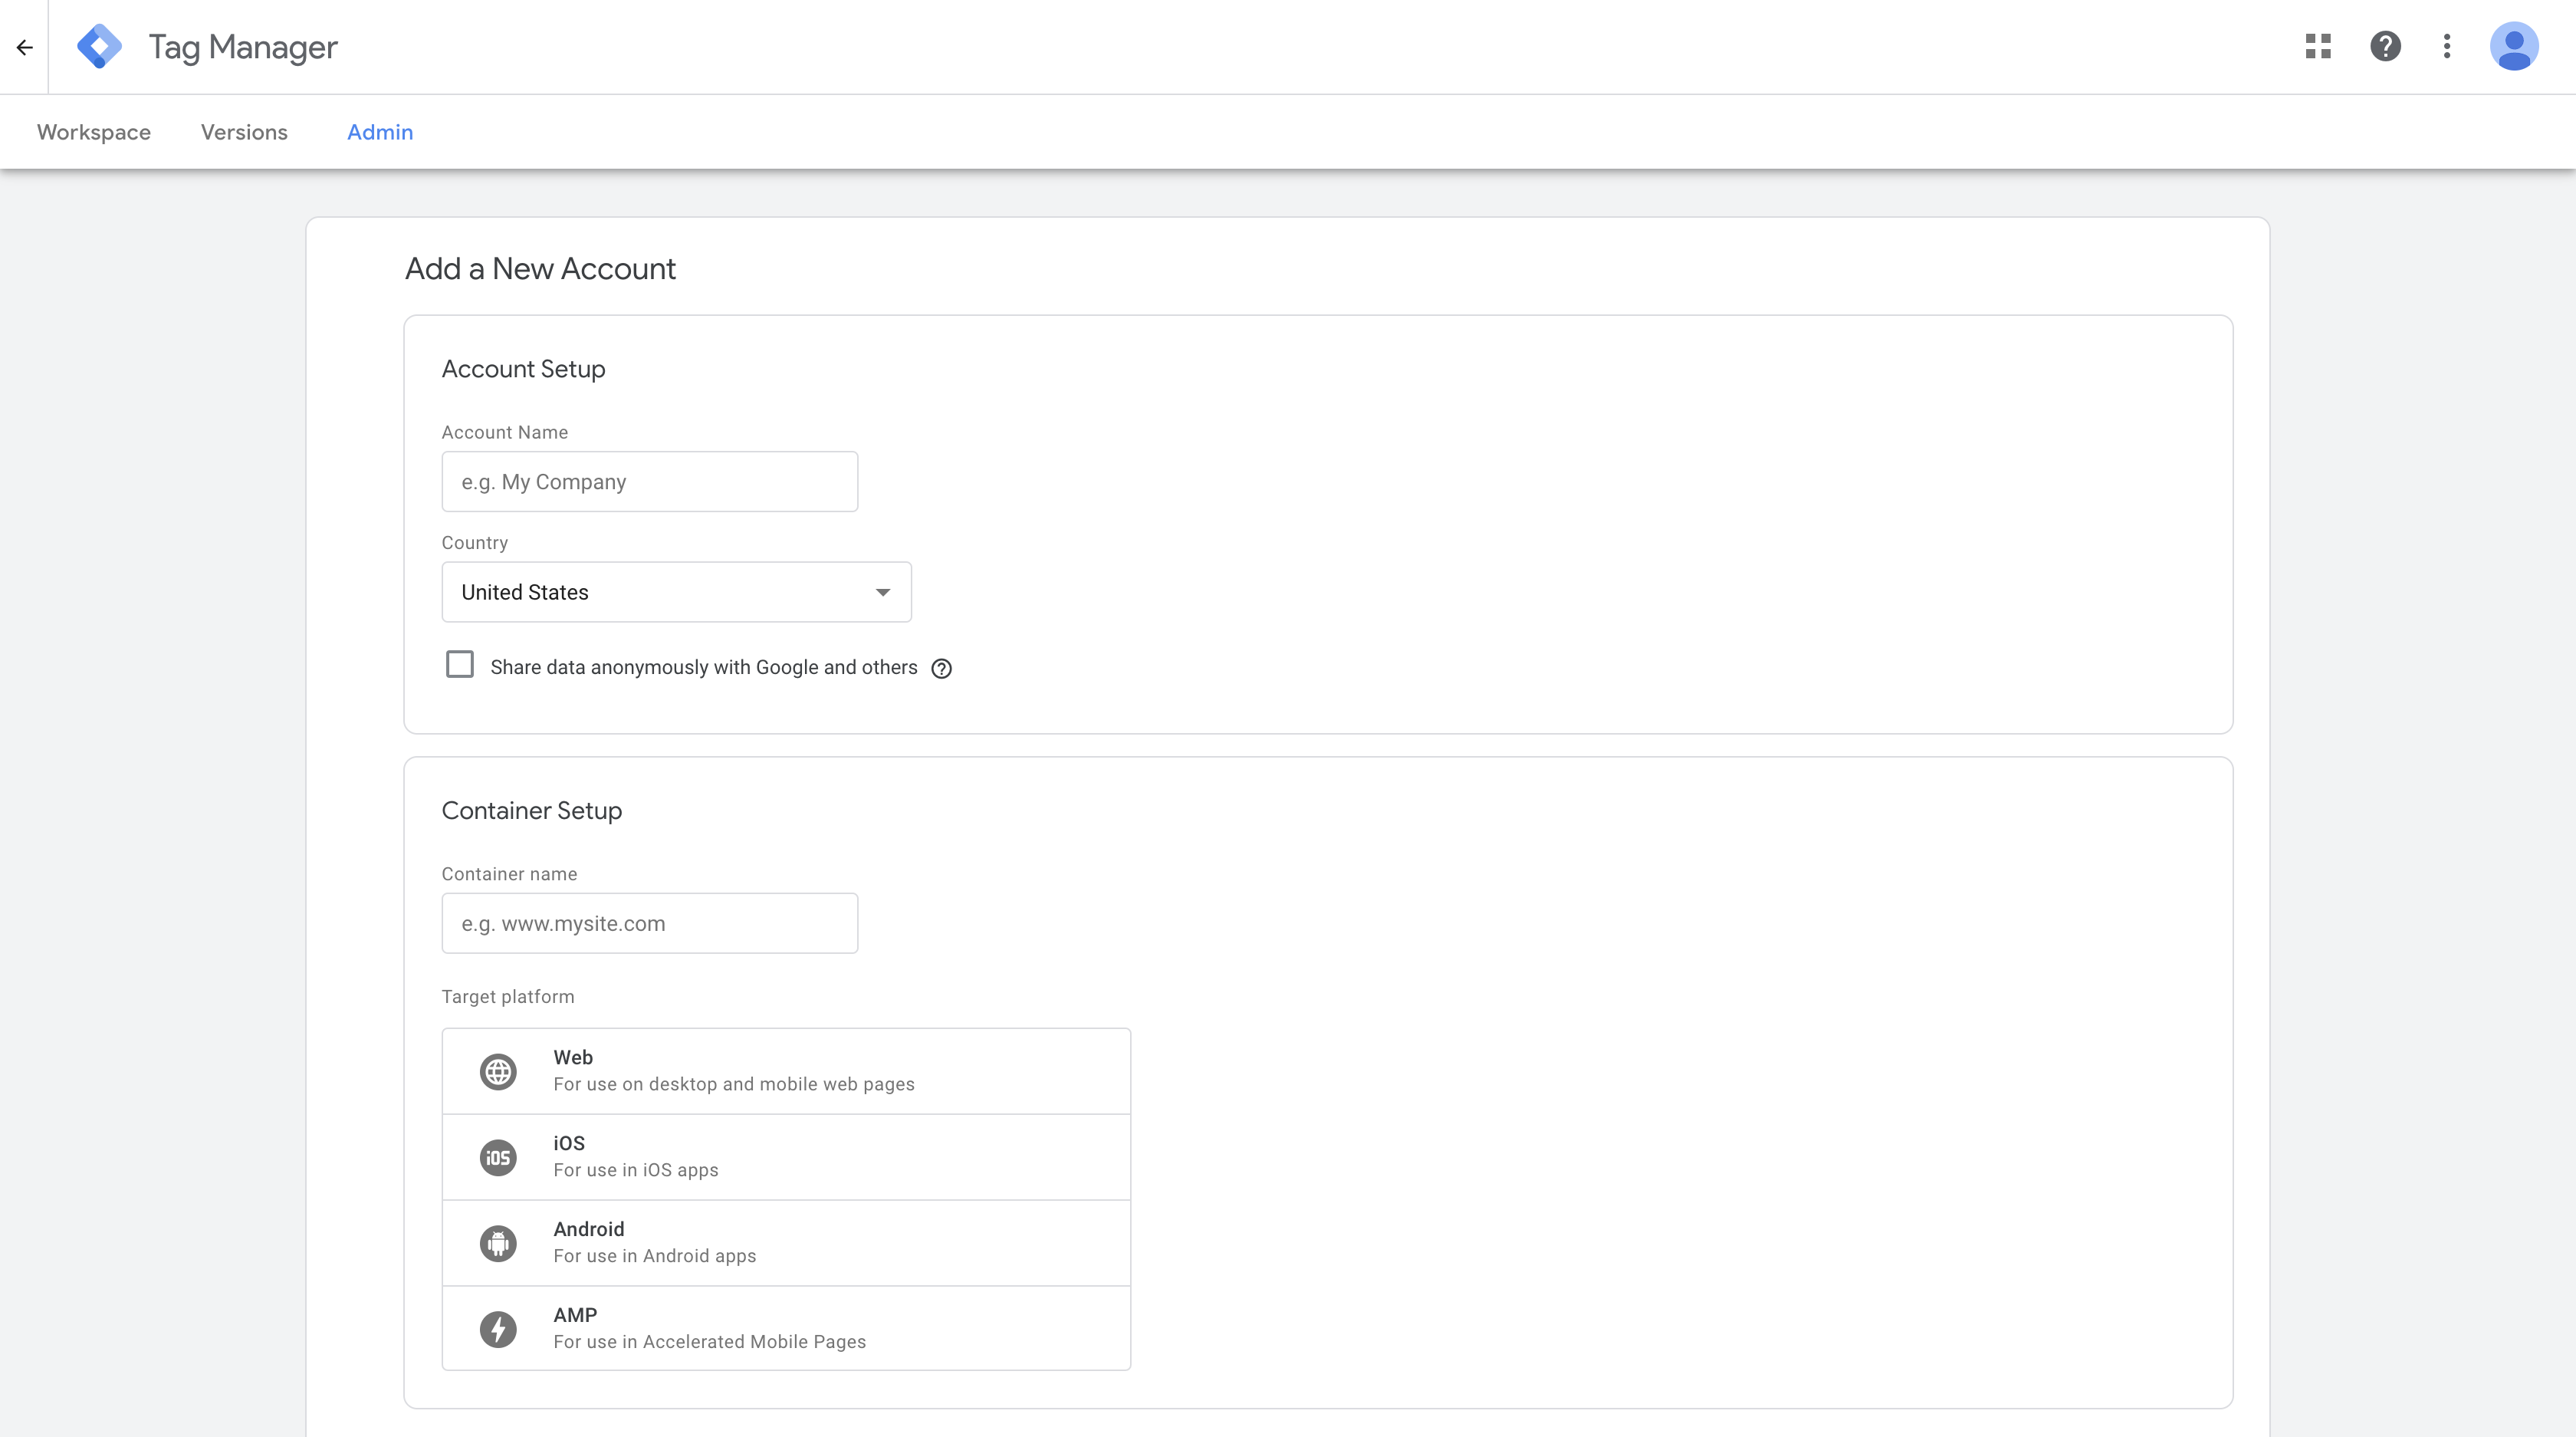 Tag Manager
Workspace Versions Admin
Add a New Account
Account Setup
Account Name
e.g. My Company
Country
United States
Share data anonymously with Google and others
Container Setup
Container name
e.g. www.mysite.com
Target platform
Web
For use on desktop and mobile web pages
iOS
iOS
For use in iOS apps
Android
For use in Android apps
AMP
For use in Accelerated Mobile Pages